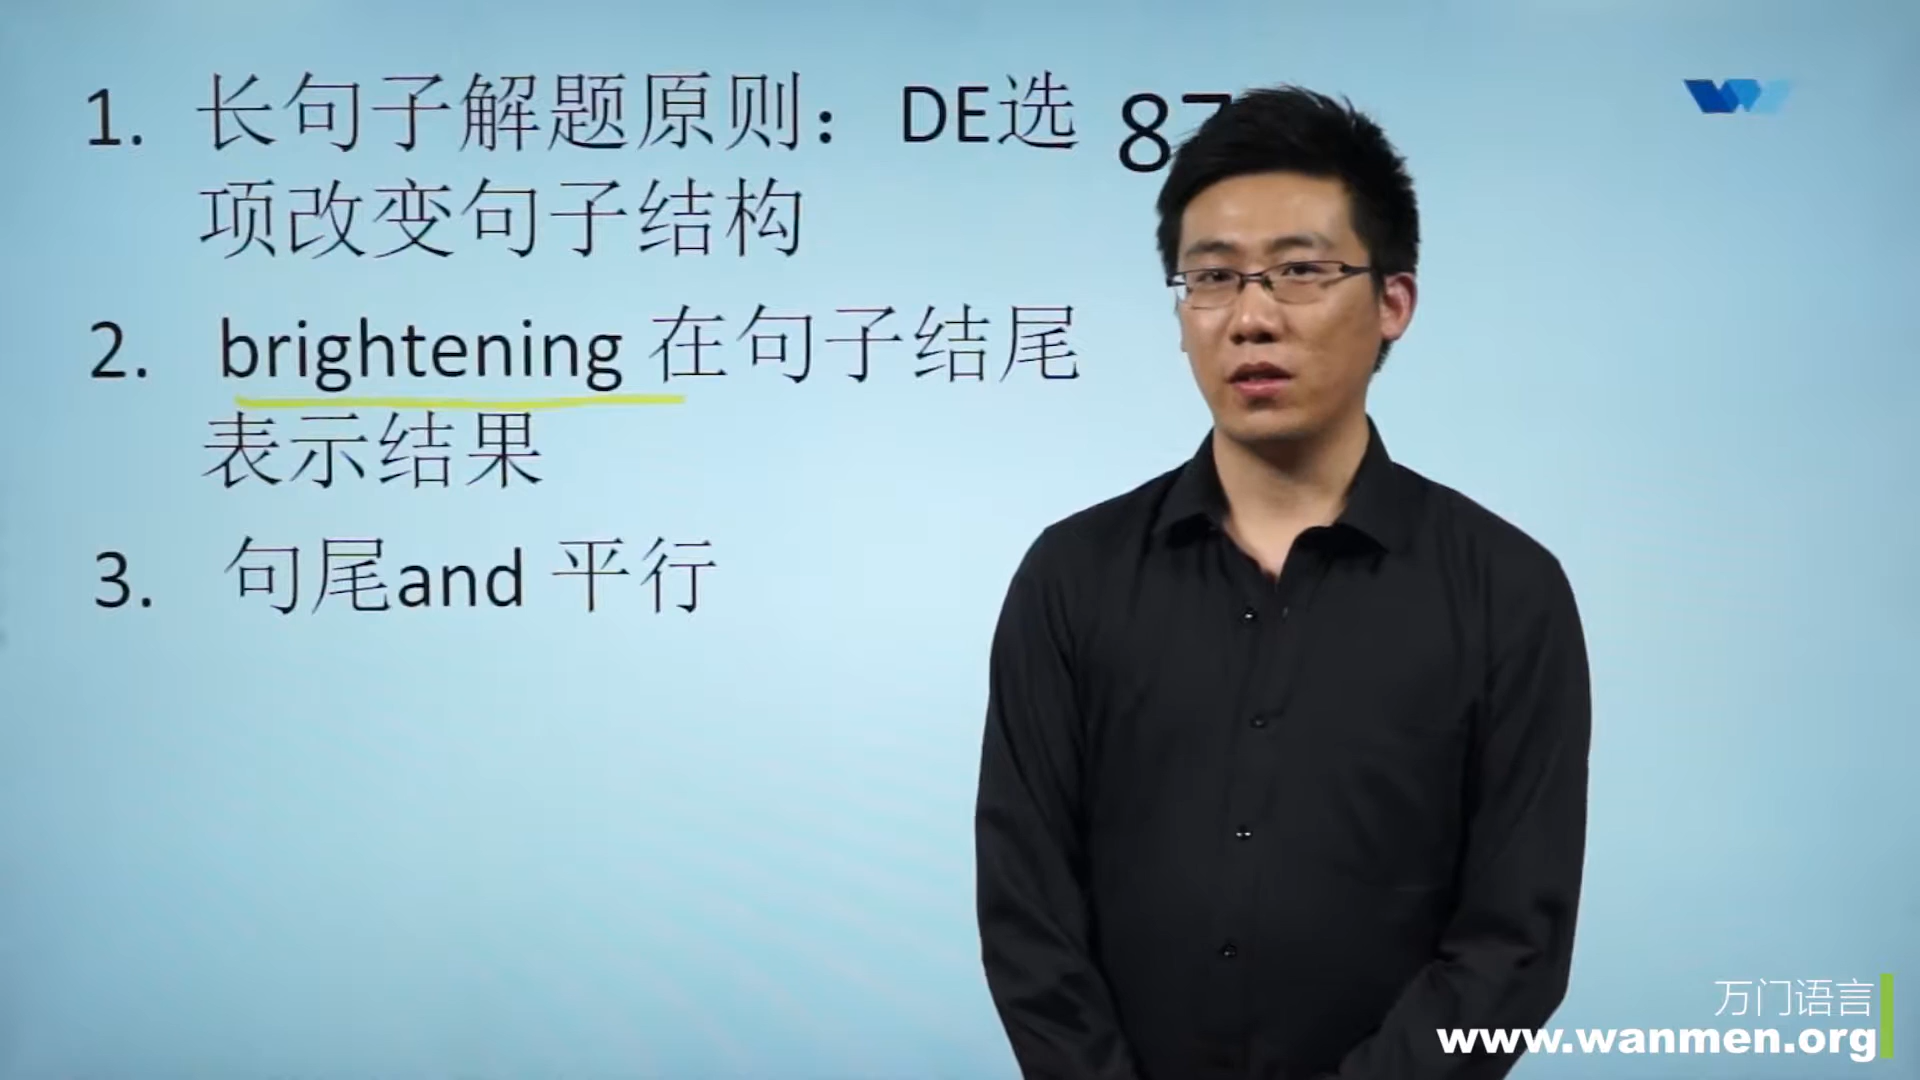 1. 长句子解题原则：DE选
项改变句子结构
87
2. brightening 在句子结尾
表示结果
3. 句尾and 平行
万门语言
www.wanmen.org